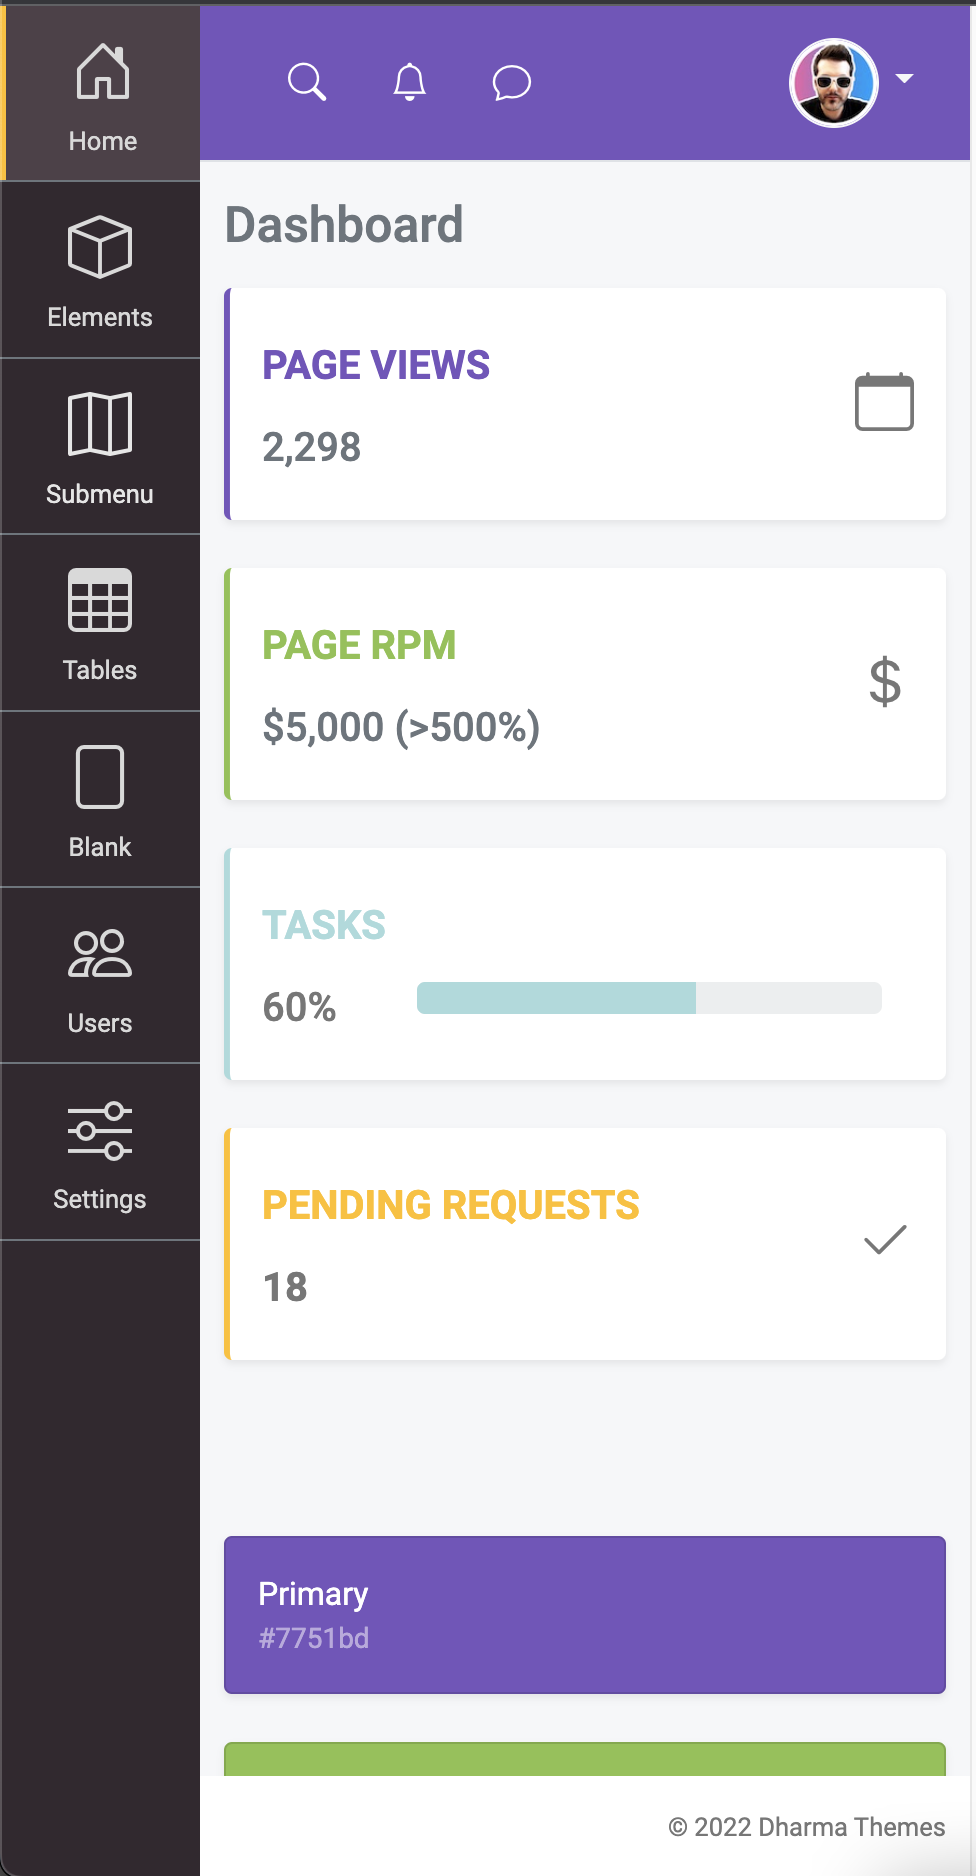 Home
Elements
Submenu
Tables
Blank
Users
Settings
Dashboard
PAGE VIEWS
2,298
PAGE RPM
$
$5,000 (>500%)
TASKS
60%
PENDING REQUESTS
18
Primary
#7751bd
© 2022 Dharma Themes